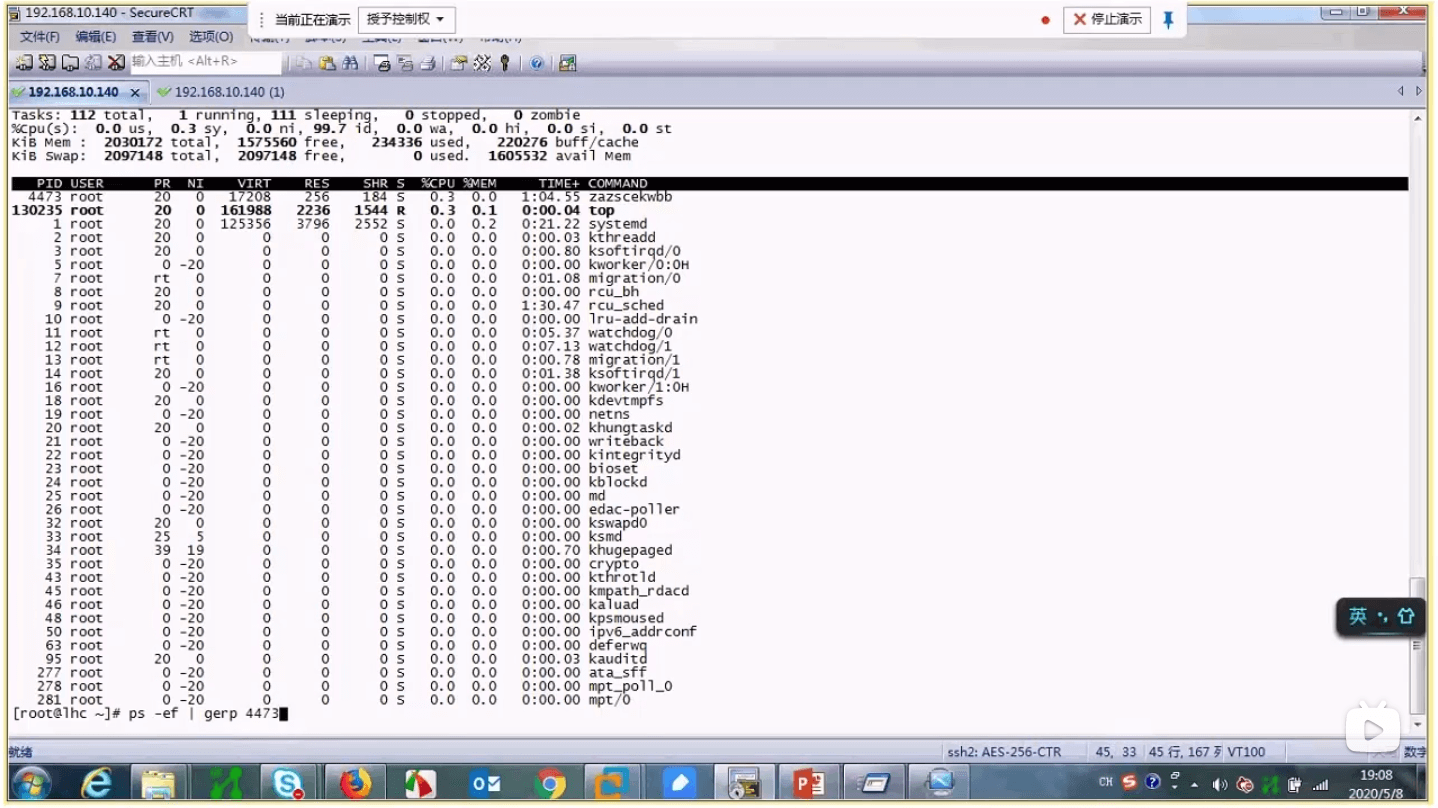 192.168.10.140 - SecureCRT
当前正在演示 授予控制权
停止演示
文件(F) 编辑(E) 查看(V) 选项(O)
输入主机 <Alt+R>
192.168.10.140 192.168.10.140 (1)
Tasks: 112 total, 1 running, 111 sleeping, 0 stopped, 0 zombie
%Cpu(s): 0.0 us, 0.3 sy, 0.0 ni, 99.7 id, 0.0 wa, 0.0 hi, 0.0 si, 0.0 st
KiB Mem : 2030172 total, 1575560 free, 234336 used, 220276 buff/cache
KiB Swap: 2097148 total, 2097148 free, 0 used. 1605532 avail Mem
PID USER PR NI VIRT RES SHR S %CPU %MEM TIME+ COMMAND
4473 root 20 0 17208 256 184 S 0.3 0.0 1:04.55 zazscekwbb
130235 root 20 0 161988 2236 1544 R 0.3 0.1 0:00.04 top
1 root 20 0 125356 3796 2552 S 0.0 0.2 0:21.22 systemd
2 root 20 0 0 0 0 S 0.0 0.0 0:00.03 kthreadd
3 root 20 0 0 0 0 S 0.0 0.0 0:00.80 ksoftirqd/0
5 root 0 -20 0 0 0 S 0.0 0.0 0:00.00 kworker/0:0H
7 root rt 0 0 0 0 S 0.0 0.0 0:01.08 migration/0
8 root 20 0 0 0 0 S 0.0 0.0 0:00.00 rcu_bh
9 root 20 0 0 0 0 S 0.0 0.0 1:30.47 rcu_sched
10 root 0 -20 0 0 0 S 0.0 0.0 0:00.00 lru-add-drain
11 root rt 0 0 0 0 S 0.0 0.0 0:05.37 watchdog/0
12 root rt 0 0 0 0 S 0.0 0.0 0:07.13 watchdog/1
13 root rt 0 0 0 0 S 0.0 0.0 0:00.78 migration/1
14 root 20 0 0 0 0 S 0.0 0.0 0:01.38 ksoftirqd/1
16 root 0 -20 0 0 0 S 0.0 0.0 0:00.00 kworker/1:0H
18 root 20 0 0 0 0 S 0.0 0.0 0:00.00 kdevtmpfs
19 root 0 -20 0 0 0 S 0.0 0.0 0:00.00 netns
20 root 20 0 0 0 0 S 0.0 0.0 0:00.02 khungtaskd
21 root 0 -20 0 0 0 S 0.0 0.0 0:00.00 writeback
22 root 0 -20 0 0 0 S 0.0 0.0 0:00.00 kintegrityd
23 root 0 -20 0 0 0 S 0.0 0.0 0:00.00 bioset
24 root 0 -20 0 0 0 S 0.0 0.0 0:00.00 kblockd
25 root 0 -20 0 0 0 S 0.0 0.0 0:00.00 md
26 root 0 -20 0 0 0 S 0.0 0.0 0:00.00 edac-poller
32 root 20 0 0 0 0 S 0.0 0.0 0:00.00 kswapd0
33 root 25 5 0 0 0 S 0.0 0.0 0:00.00 ksmd
34 root 39 19 0 0 0 S 0.0 0.0 0:00.70 khugepaged
35 root 0 -20 0 0 0 S 0.0 0.0 0:00.00 crypto
43 root 0 -20 0 0 0 S 0.0 0.0 0:00.00 kthrotld
45 root 0 -20 0 0 0 S 0.0 0.0 0:00.00 kmpath_rdacd
46 root 0 -20 0 0 0 S 0.0 0.0 0:00.00 kaluad
48 root 0 -20 0 0 0 S 0.0 0.0 0:00.00 kpsmoused
50 root 0 -20 0 0 0 S 0.0 0.0 0:00.00 ipv6_addrconf
63 root 0 -20 0 0 0 S 0.0 0.0 0:00.00 deferwq
95 root 20 0 0 0 0 S 0.0 0.0 0:00.03 kauditd
277 root 0 -20 0 0 0 S 0.0 0.0 0:00.00 ata_sff
278 root 0 -20 0 0 0 S 0.0 0.0 0:00.00 mpt_poll_0
281 root 0 -20 0 0 0 S 0.0 0.0 0:00.00 mpt/0
[root@lhc ~]# ps -ef | gerp 4473
英
就绪 ssh2: AES-256-CTR 45, 33 45 行, 167 列 VT100 数字
CH 19:08
2020/5/8